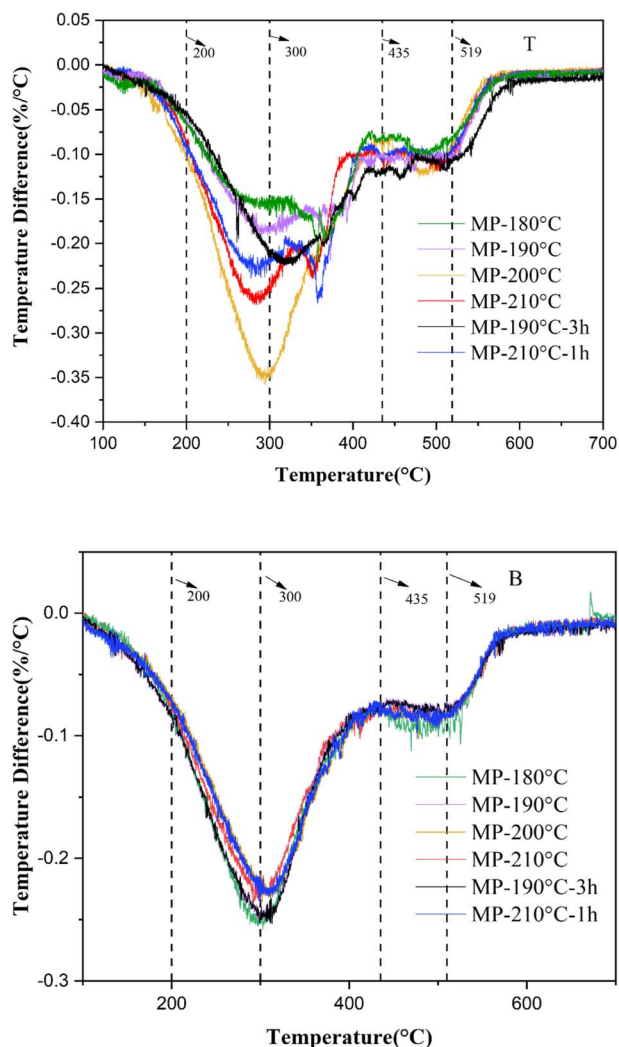 T
200
300
435
519
0.00
-0.05
-0.10
-0.15
-0.20
-0.25
-0.30
-0.35
-0.40
MP-180°C
MP-190°C
MP-200°C
MP-210°C
MP-190°C-3h
MP-210°C-1h
100 200 300 400 500 600 700
Temperature(°C)
Temperature Difference(%/°C)
B
200
300
435
519
0.0
-0.1
-0.2
-0.3
MP-180°C
MP-190°C
MP-200°C
MP-210°C
MP-190°C-3h
MP-210°C-1h
200 400 600
Temperature(°C)
Temperature Difference(%/°C)